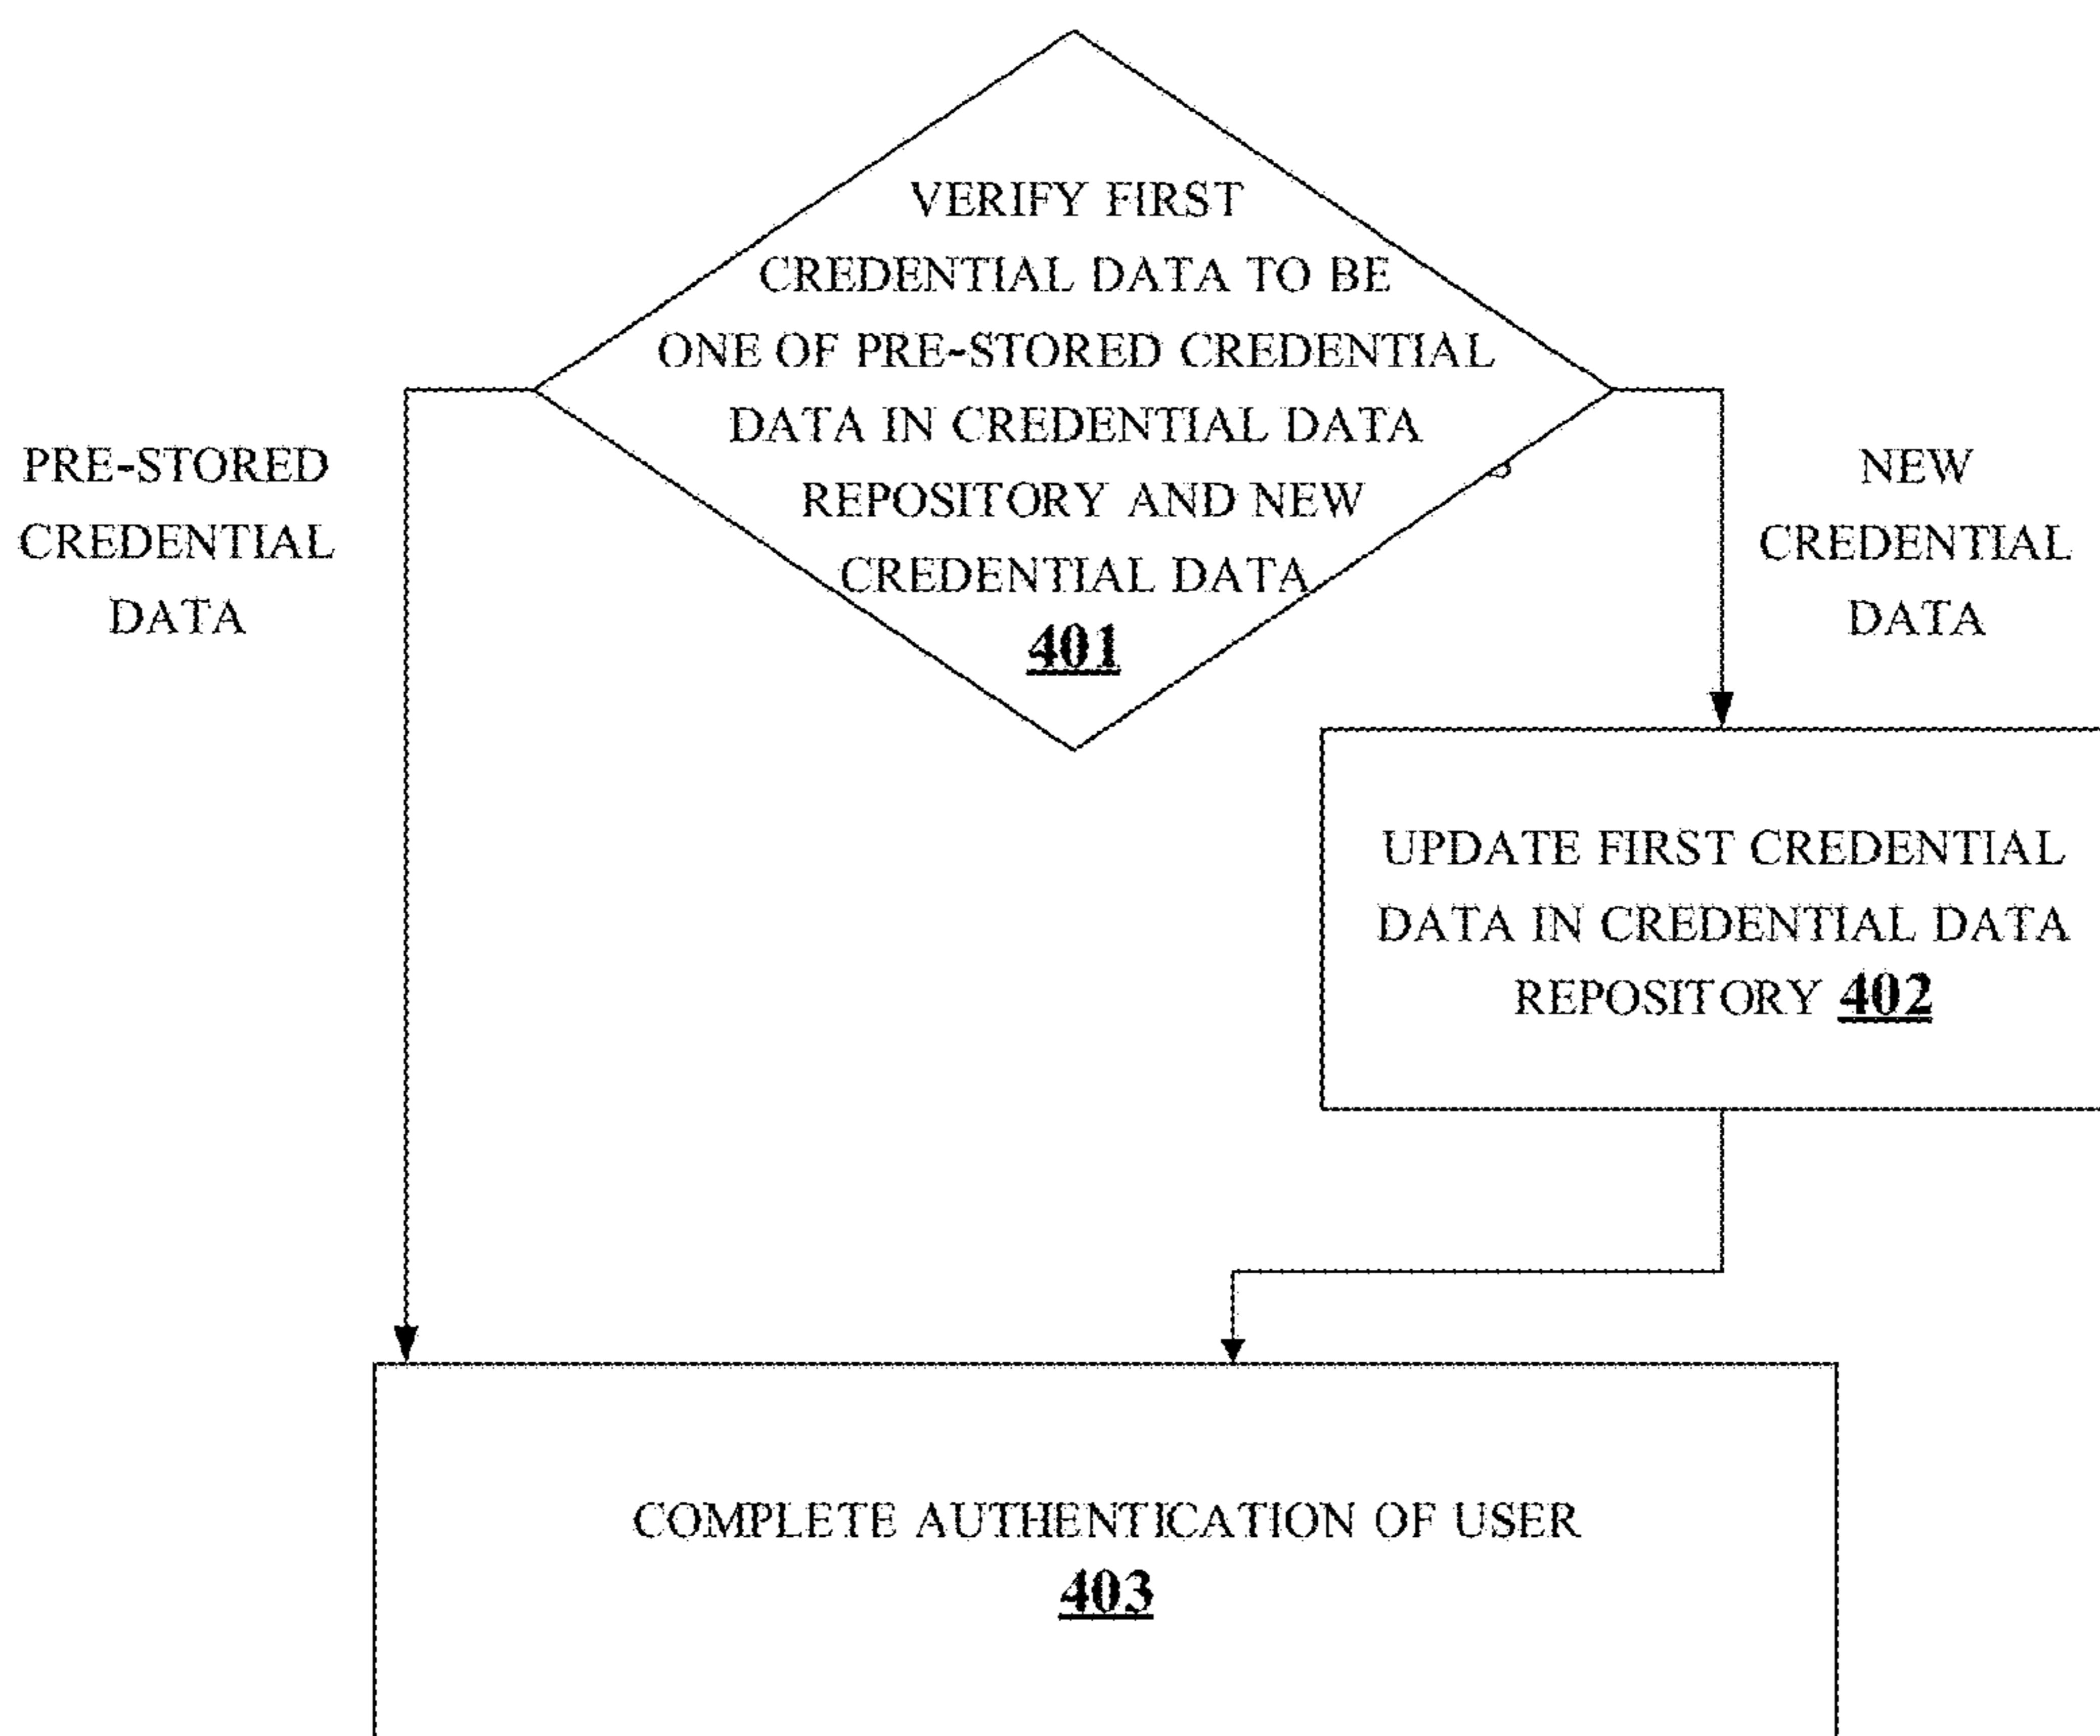 VERIFY FIRST
CREDENTIAL DATA TO BE
ONE OF PRE-STORED CREDENTIAL
DATA IN CREDENTIAL DATA
REPOSITORY AND NEW
CREDENTIAL DATA
401
PRE-STORED
CREDENTIAL
DATA
NEW
CREDENTIAL
DATA
UPDATE FIRST CREDENTIAL
DATA IN CREDENTIAL DATA
REPOSITORY 402
COMPLETE AUTHENTICATION OF USER
403